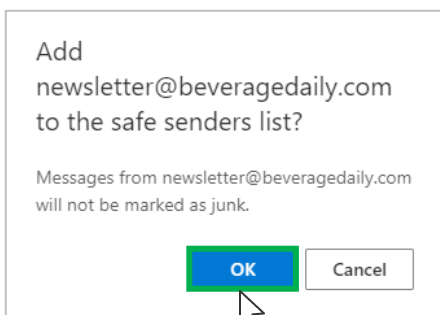 Add
newsletter@beveragedaily.com
to the safe senders list?
Messages from newsletter@beveragedaily.com
will not be marked as junk.
OK Cancel